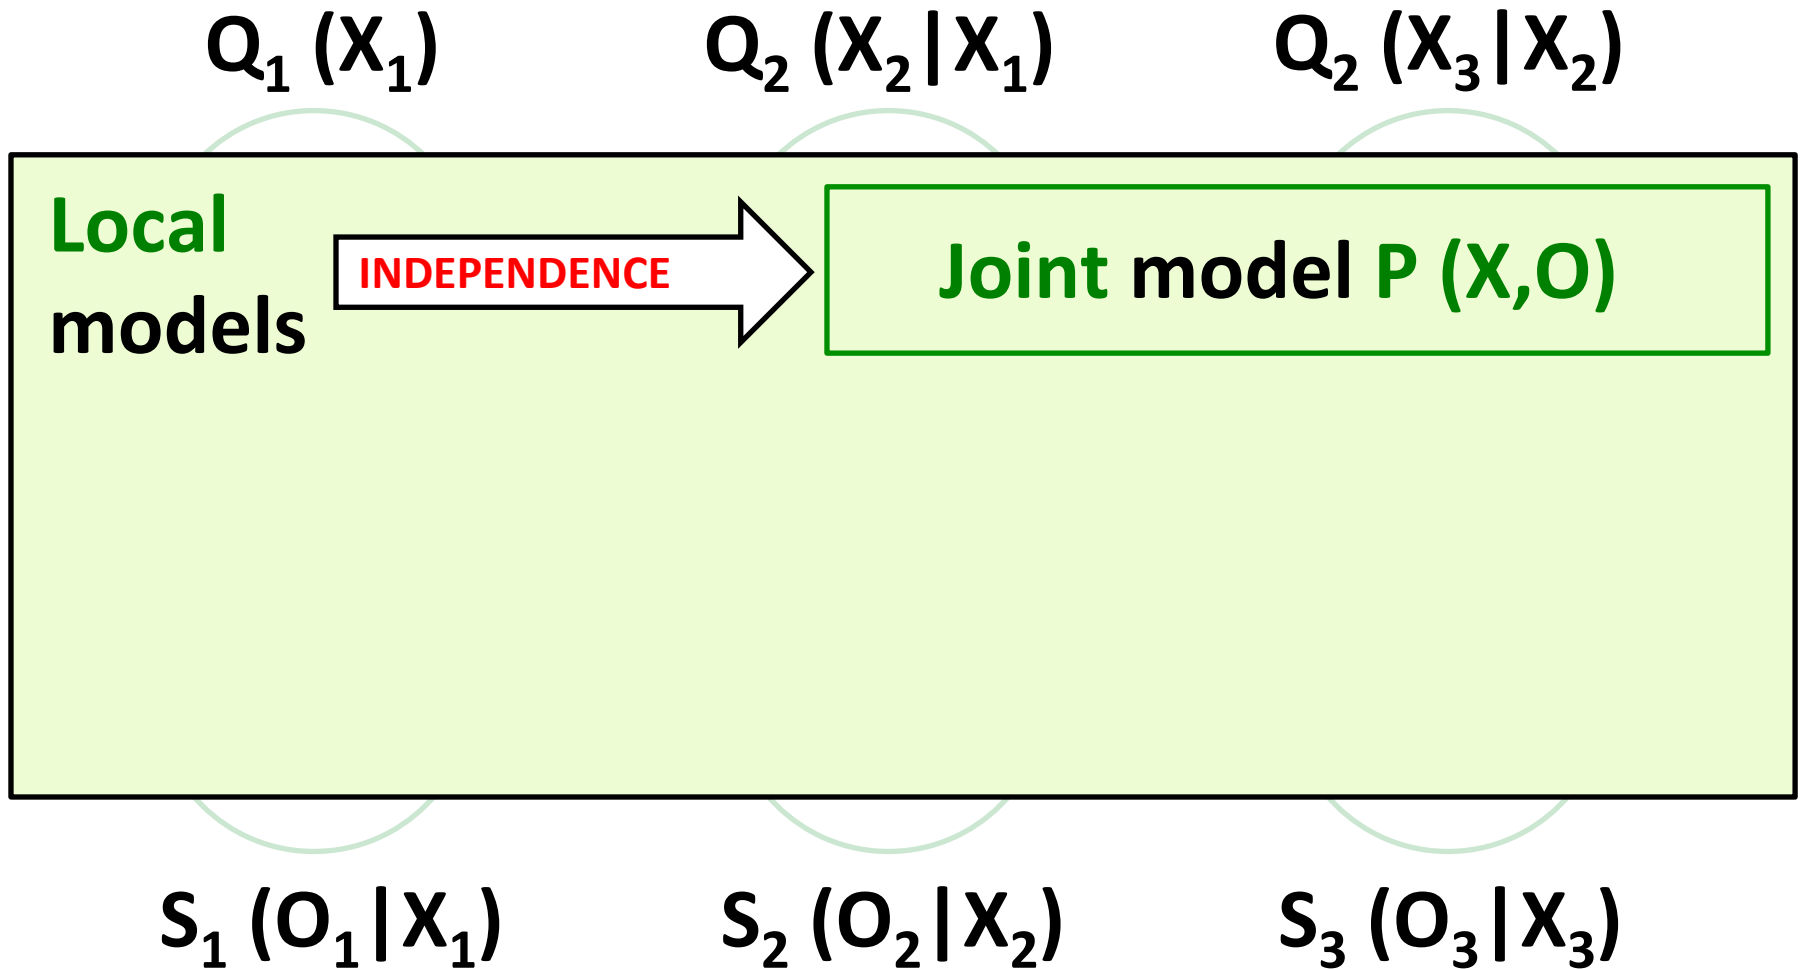 Q₁ (X₁) Q₂ (X₂|X₁) Q₂ (X₃|X₂)
Local
models
INDEPENDENCE
Joint model P (X,O)
S₁ (O₁|X₁) S₂ (O₂|X₂) S₃ (O₃|X₃)